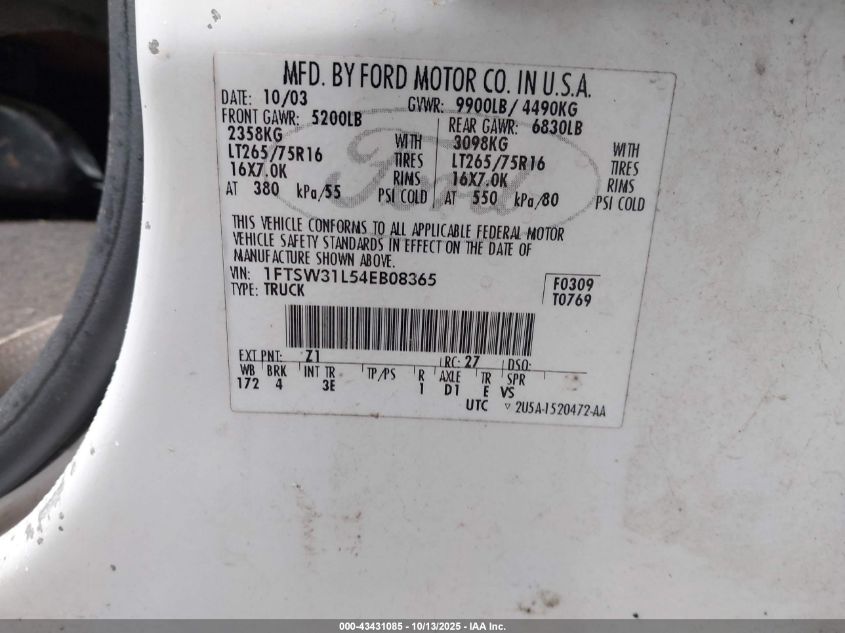 MFD. BY FORD MOTOR CO. IN U.S.A.
DATE: 10/03 GVWR: 9900LB/ 4490KG
FRONT GAWR: 5200LB REAR GAWR: 6830LB
2358KG WITH 3098KG WITH
LT265/75R16 TIRES LT265/75R16 TIRES
16X7.0K RIMS 16X7.0K RIMS
AT 380 kPa/55 PSI COLD AT 550 kPa/80 PSI COLD
Ford
THIS VEHICLE CONFORMS TO ALL APPLICABLE FEDERAL MOTOR
VEHICLE SAFETY STANDARDS IN EFFECT ON THE DATE OF
MANUFACTURE SHOWN ABOVE.
VIN: 1FTSW31L54EB08365
TYPE: TRUCK
F0309
T0769
EXT PNT: Z1 RC: 27 DSO:
WB BRK INT TR TP/PS R AXLE TR SPR
172 4 3E 1 D1 E VS
UTC ▽ 2U5A-1520472-AA
000-43431085 - 10/13/2025 - IAA Inc.